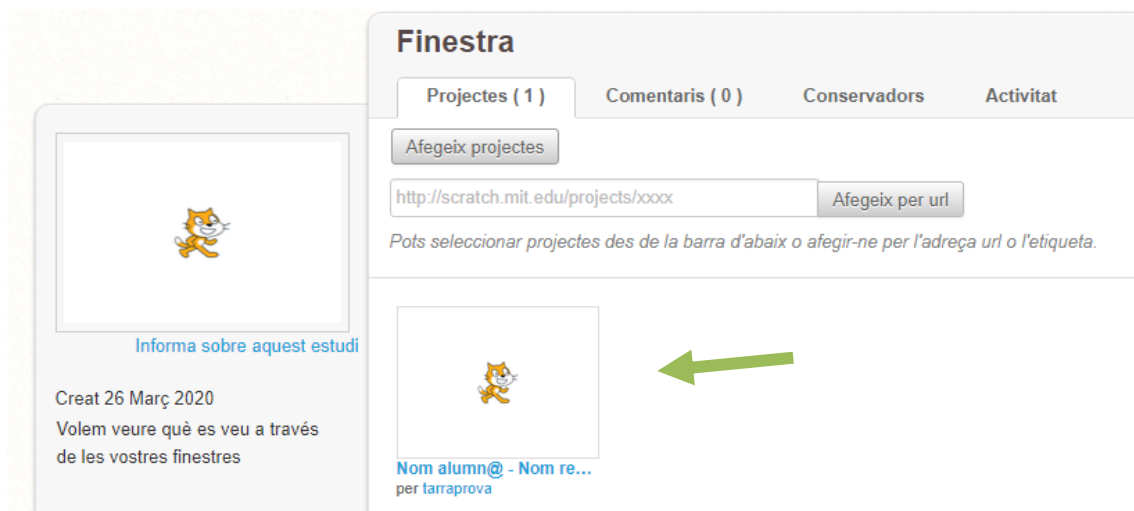 Finestra
Projectes ( 1 )
Comentaris ( 0 )
Conservadors
Activitat
Afegeix projectes
http://scratch.mit.edu/projects/xxxx
Afegeix per url
Pots seleccionar projectes des de la barra d'abaix o afegir-ne per l'adreça url o l'etiqueta.
Informa sobre aquest estudi
Creat 26 Març 2020
Volem veure què es veu a través
de les vostres finestres
Nom alumn@ - Nom re...
per tarraprova